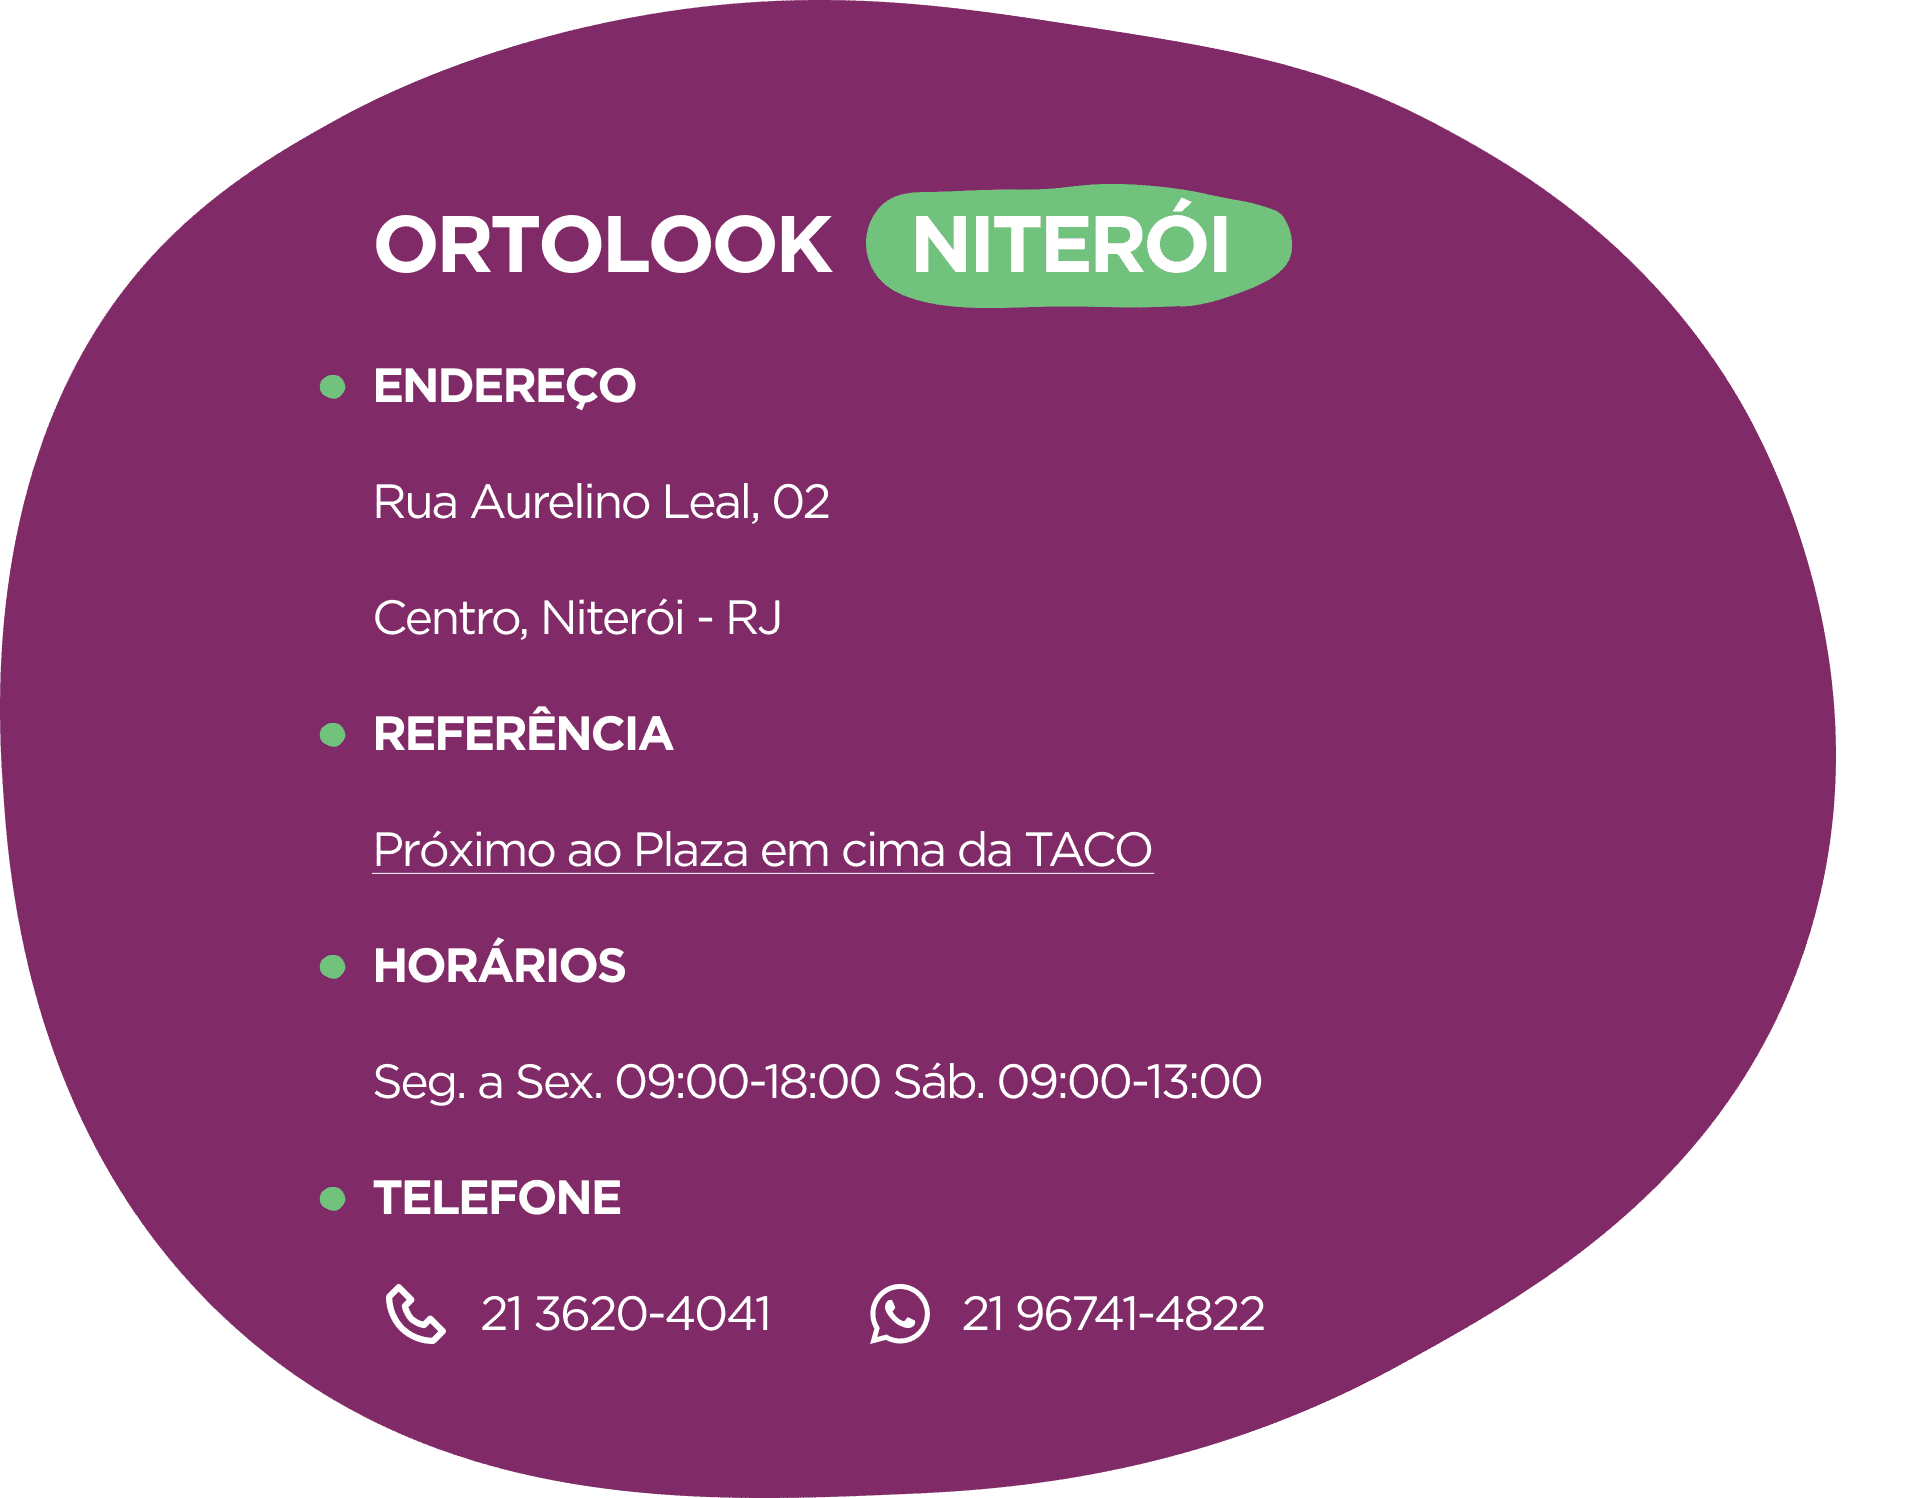 ORTOLOOK NITERÓI
ENDEREÇO
Rua Aurelino Leal, 02
Centro, Niterói - RJ
REFERÊNCIA
Próximo ao Plaza em cima da TACO
HORÁRIOS
Seg. a Sex. 09:00-18:00 Sáb. 09:00-13:00
TELEFONE
21 3620-4041 21 96741-4822